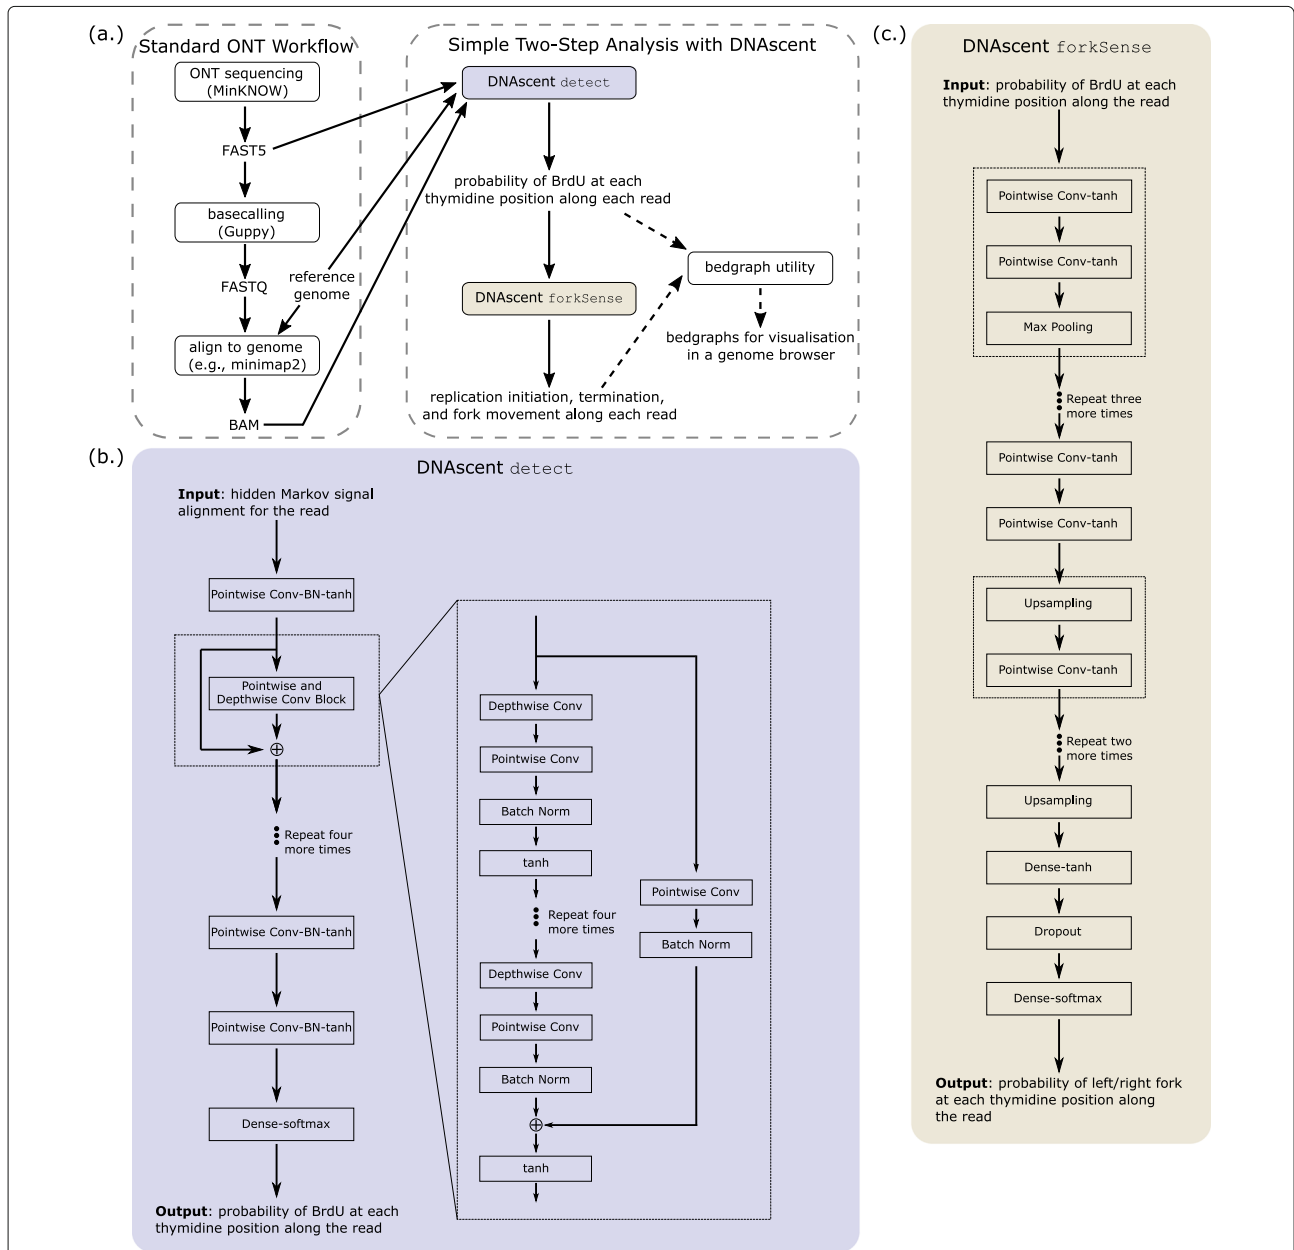 (a.)
Standard ONT Workflow
ONT sequencing
(MinKNOW)
FAST5
basecalling
(Guppy)
FASTQ
reference
genome
align to genome
(e.g., minimap2)
BAM
Simple Two-Step Analysis with DNAscent
DNAscent detect
probability of BrdU at each
thymidine position along each read
bedgraph utility
DNAscent forkSense
bedgraphs for visualisation
in a genome browser
replication initiation, termination,
and fork movement along each read
(b.)
DNAscent detect
Input: hidden Markov signal
alignment for the read
Pointwise Conv-BN-tanh
Pointwise and
Depthwise Conv Block
⊕
Repeat four
more times
Pointwise Conv-BN-tanh
Pointwise Conv-BN-tanh
Dense-softmax
Output: probability of BrdU at each
thymidine position along the read
Depthwise Conv
Pointwise Conv
Batch Norm
tanh
Repeat four
more times
Depthwise Conv
Pointwise Conv
Batch Norm
⊕
tanh
Pointwise Conv
Batch Norm
(c.)
DNAscent forkSense
Input: probability of BrdU at each
thymidine position along the read
Pointwise Conv-tanh
Pointwise Conv-tanh
Max Pooling
Repeat three
more times
Pointwise Conv-tanh
Pointwise Conv-tanh
Upsampling
Pointwise Conv-tanh
Repeat two
more times
Upsampling
Dense-tanh
Dropout
Dense-softmax
Output: probability of left/right fork
at each thymidine position along
the read